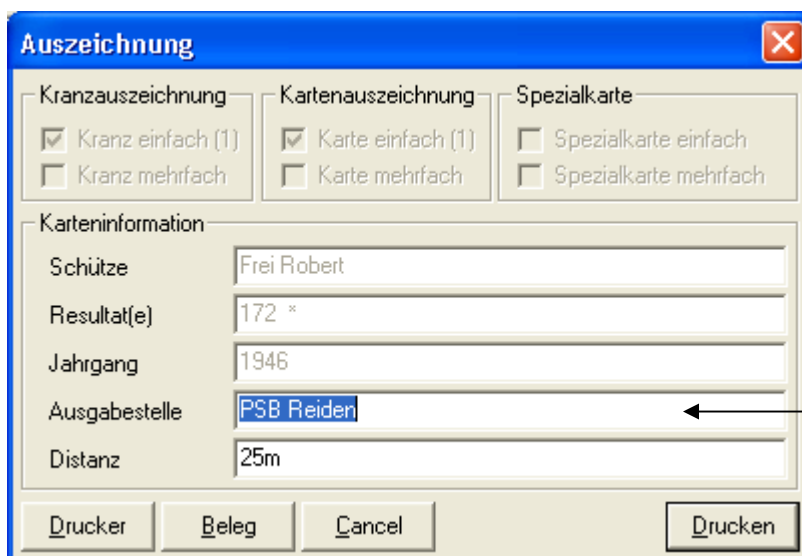 Auszeichnung
Kranzauszeichnung Kartenauszeichnung Spezialkarte
Kranz einfach (1) Karte einfach (1) Spezialkarte einfach
Kranz mehrfach Karte mehrfach Spezialkarte mehrfach
Karteninformation
Schütze Frei Robert
Resultat(e) 172 *
Jahrgang 1946
Ausgabestelle PSB Reiden
Distanz 25m
Drucker Beleg Cancel Drucken